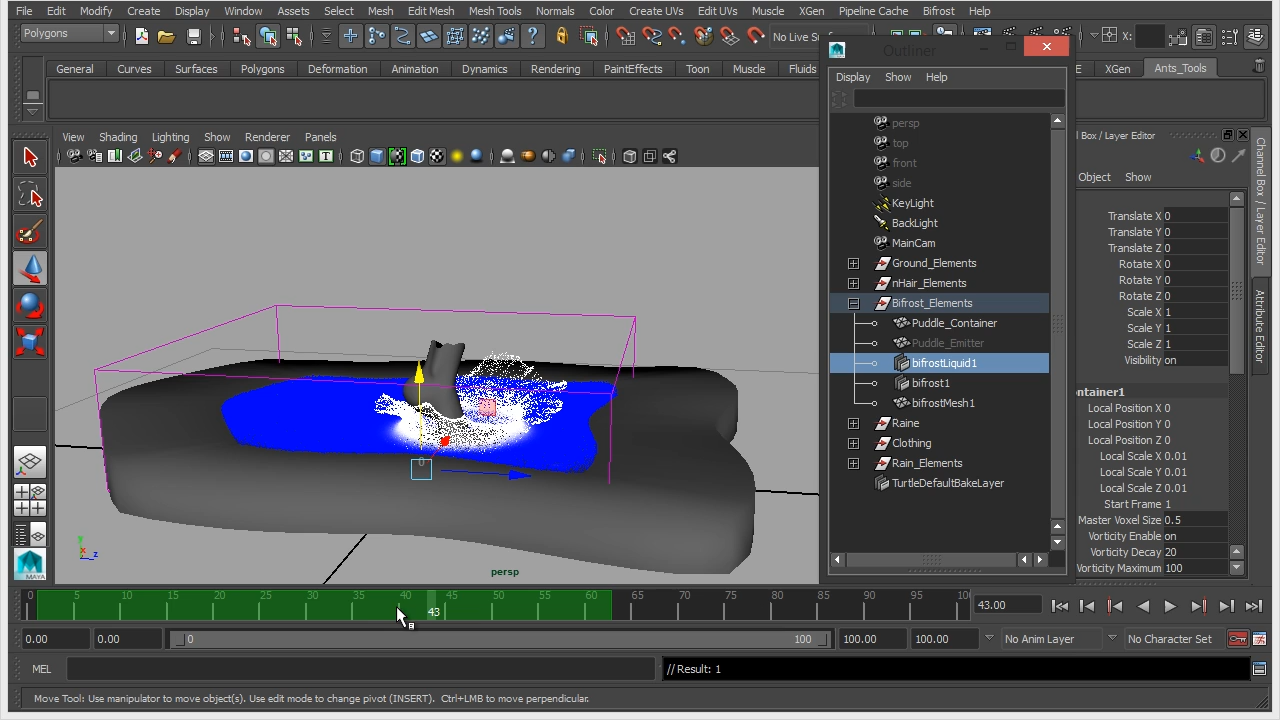 File Edit Modify Create Display Window Assets Select Mesh Edit Mesh Mesh Tools Normals Color Create UVs Edit UVs Muscle XGen Pipeline Cache Bifrost Help
Polygons
No Live
X:
General Curves Surfaces Polygons Deformation Animation Dynamics Rendering PaintEffects Toon Muscle Fluids
XGen Ants_Tools
View Shading Lighting Show Renderer Panels
Outliner
Display Show Help
persp
top
front
side
KeyLight
BackLight
MainCam
Ground_Elements
nHair_Elements
Bifrost_Elements
Puddle_Container
Puddle_Emitter
bifrostLiquid1
bifrost1
bifrostMesh1
Raine
Clothing
Rain_Elements
TurtleDefaultBakeLayer
l Box / Layer Editor
Object Show
Translate X 0
Translate Y 0
Translate Z 0
Rotate X 0
Rotate Y 0
Rotate Z 0
Scale X 1
Scale Y 1
Scale Z 1
Visibility on
ntainer1
Local Position X 0
Local Position Y 0
Local Position Z 0
Local Scale X 0.01
Local Scale Y 0.01
Local Scale Z 0.01
Start Frame 1
Master Voxel Size 0.5
Vorticity Enable on
Vorticity Decay 20
Vorticity Maximum 100
Channel Box / Layer Editor
Attribute Editor
y
x
z
persp
MAYA
0 5 10 15 20 25 30 35 40 45 50 55 60 65 70 75 80 85 90 95 10
43
43.00
0.00 0.00 0 100 100.00 100.00 No Anim Layer No Character Set
MEL // Result: 1
Move Tool: Use manipulator to move object(s). Use edit mode to change pivot (INSERT). Ctrl+LMB to move perpendicular.